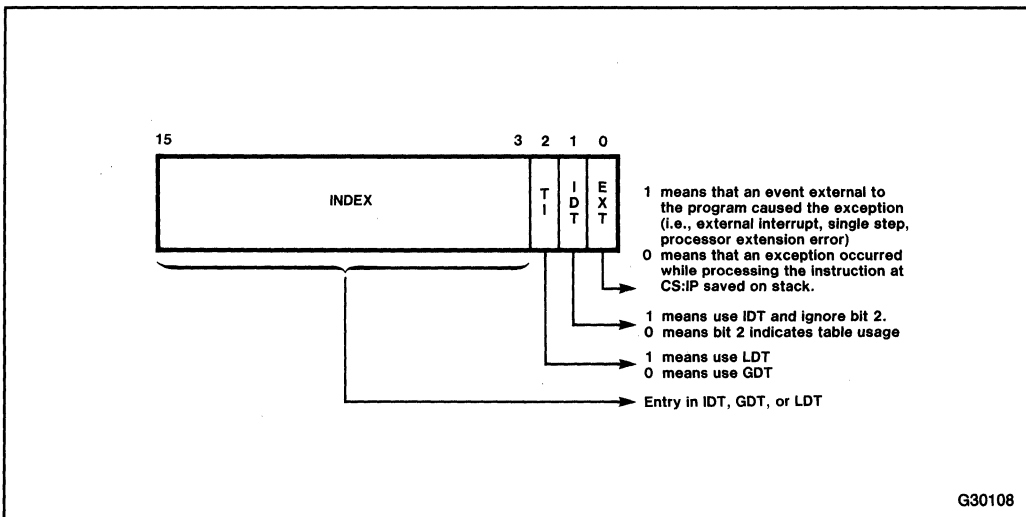 15 3 2 1 0
INDEX
TI
IDT
EXT
1 means that an event external to
the program caused the exception
(i.e., external interrupt, single step,
processor extension error)
0 means that an exception occurred
while processing the instruction at
CS:IP saved on stack.
1 means use IDT and ignore bit 2.
0 means bit 2 indicates table usage
1 means use LDT
0 means use GDT
Entry in IDT, GDT, or LDT
G30108